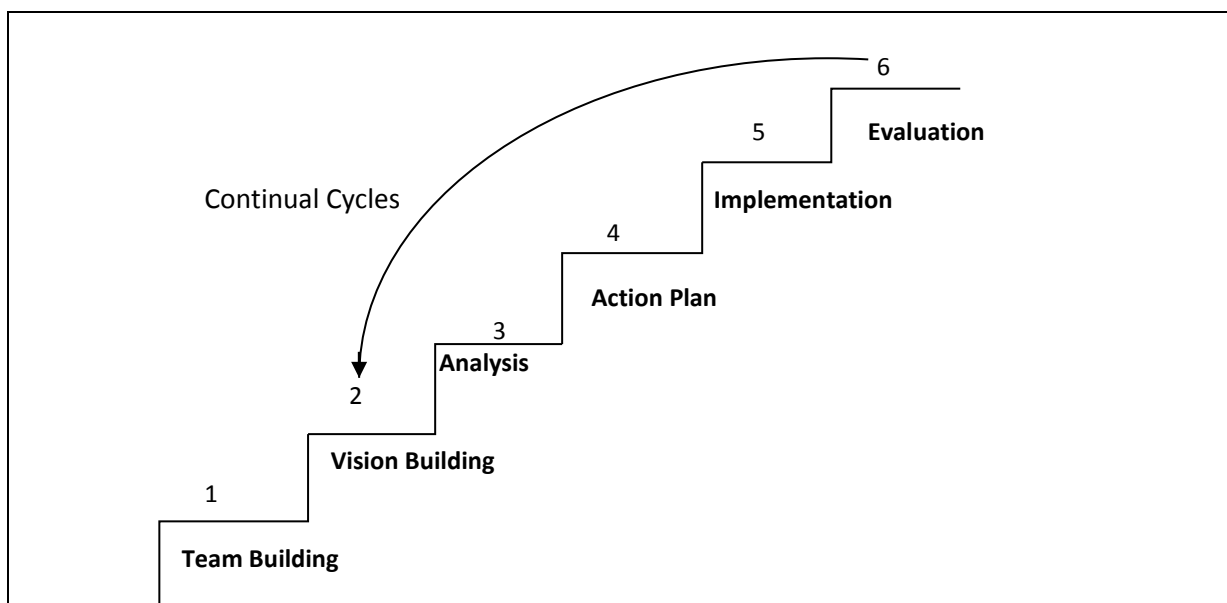 6
Evaluation
5
Implementation
Continual Cycles
4
Action Plan
3
Analysis
2
Vision Building
1
Team Building